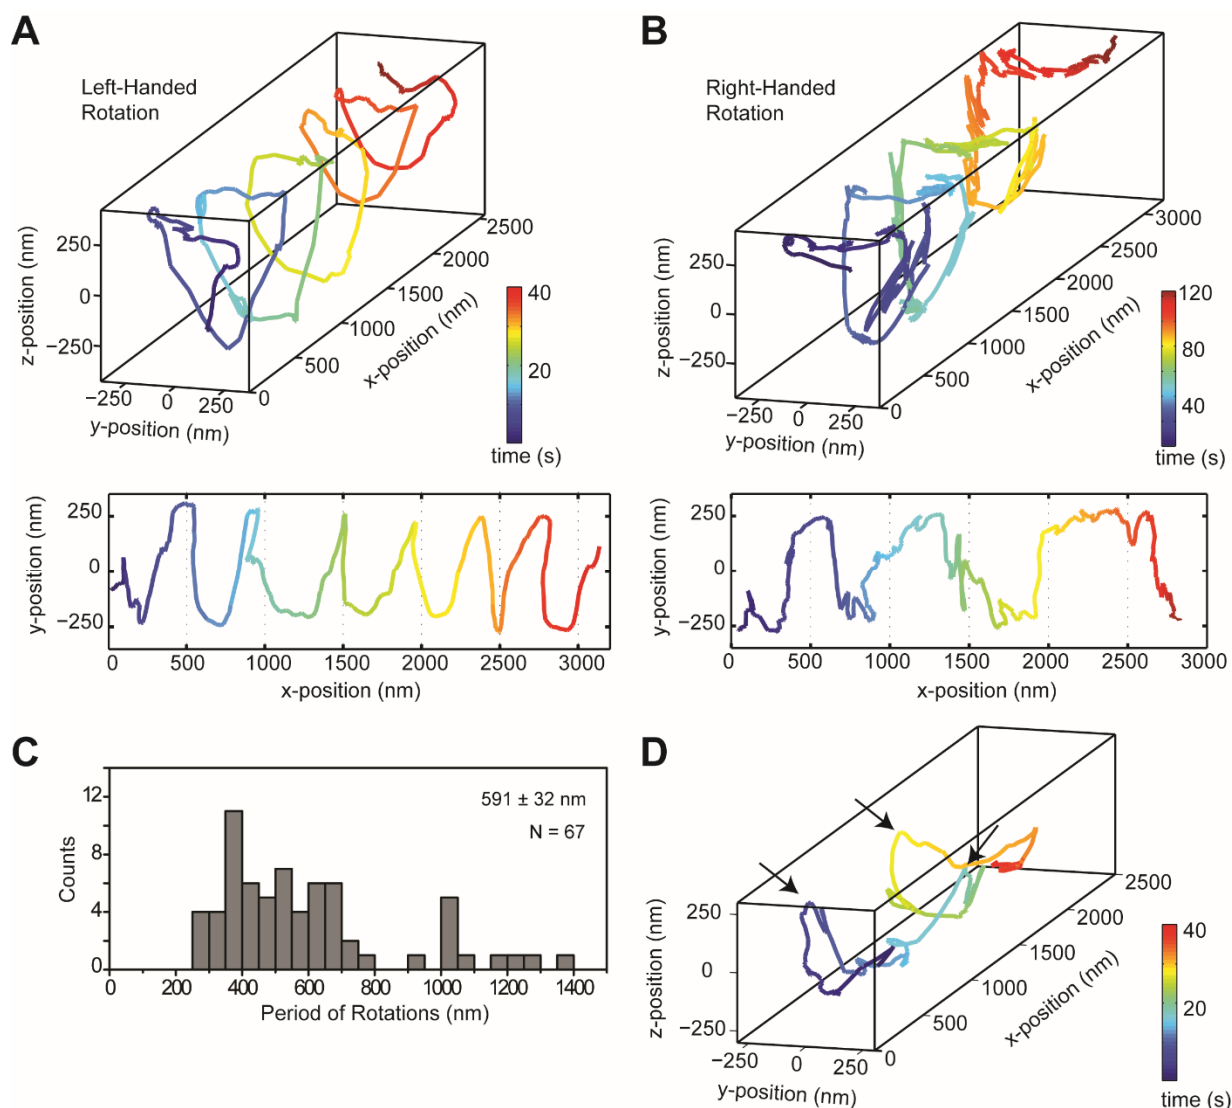 A
Left-Handed
Rotation
250
0
−250
z-position (nm)
−250
0
250
y-position (nm)
0
500
1000
1500
2000
2500
x-position (nm)
40
20
time (s)
250
0
−250
y-position (nm)
0
500
1000
1500
2000
2500
3000
x-position (nm)
B
Right-Handed
Rotation
250
0
−250
z-position (nm)
−250
0
250
y-position (nm)
0
500
1000
1500
2000
2500
3000
x-position (nm)
120
80
40
time (s)
250
0
−250
y-position (nm)
0
500
1000
1500
2000
2500
3000
x-position (nm)
C
591 ± 32 nm
N = 67
12
8
4
0
Counts
0
200
400
600
800
1000
1200
1400
Period of Rotations (nm)
D
250
0
−250
z-position (nm)
−250
0
250
y-position (nm)
0
500
1000
1500
2000
2500
x-position (nm)
40
20
time (s)